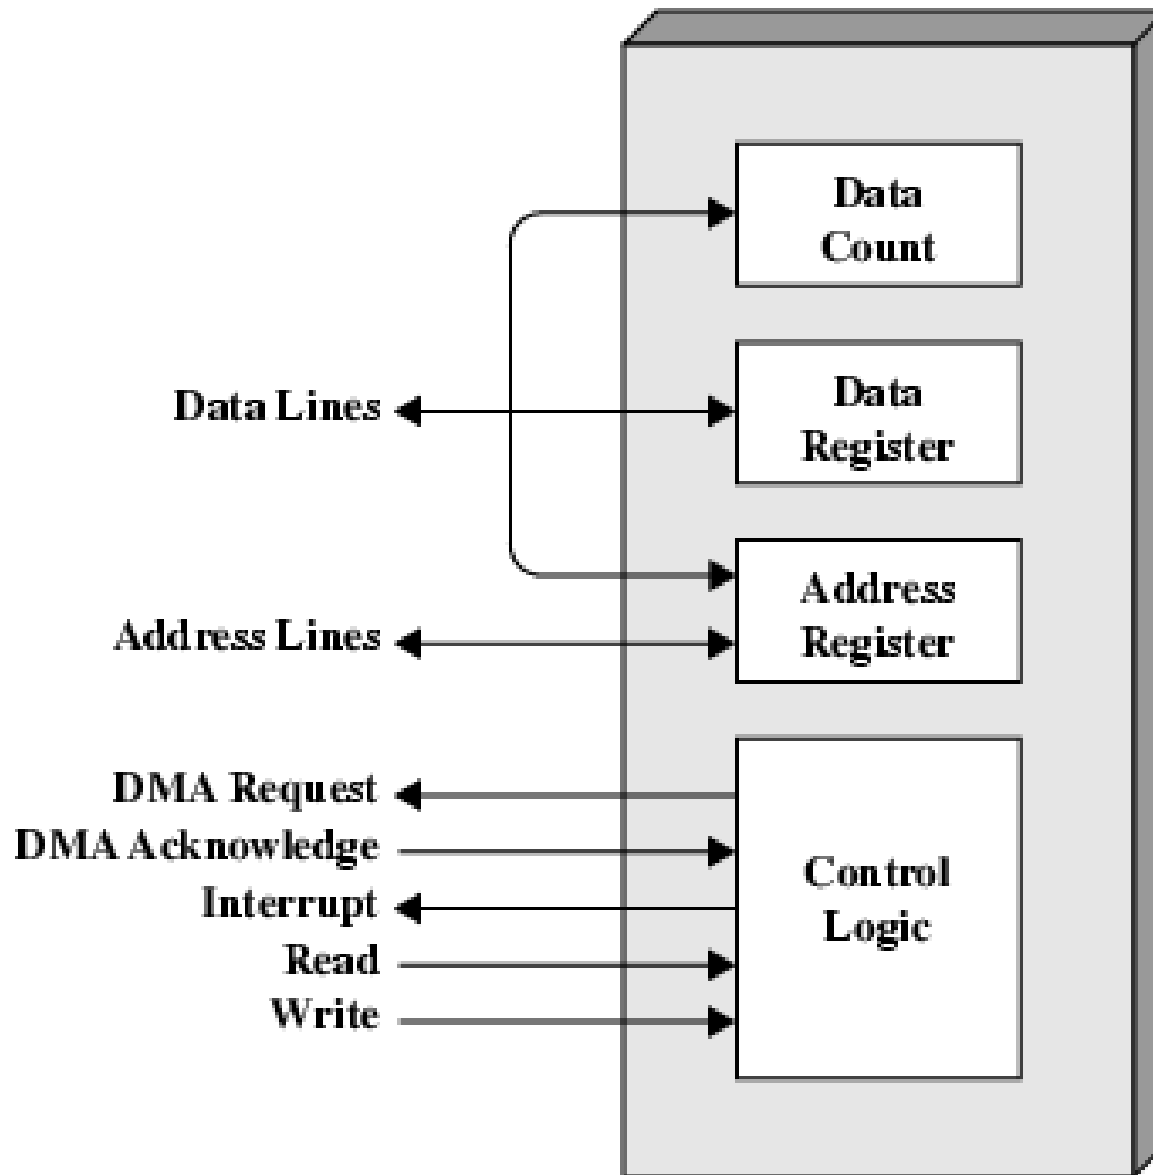 Data
Count
Data Lines
Data
Register
Address
Register
Address Lines
DMA Request
DMA Acknowledge
Interrupt
Read
Write
Control
Logic